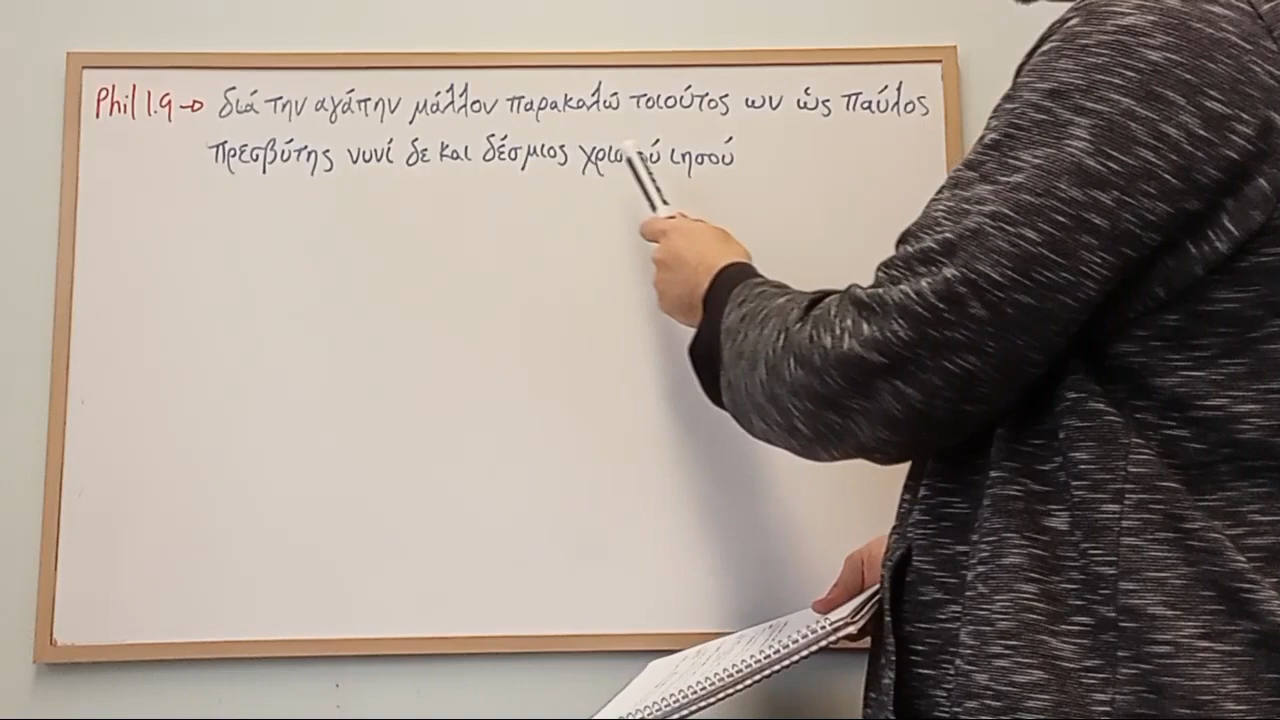 Phil 1.9 → διά την αγάπην μάλλον παρακαλώ τοιούτος ων ώς Παύλος
πρεσβύτης νυνί δε και δέσμιος ιησού